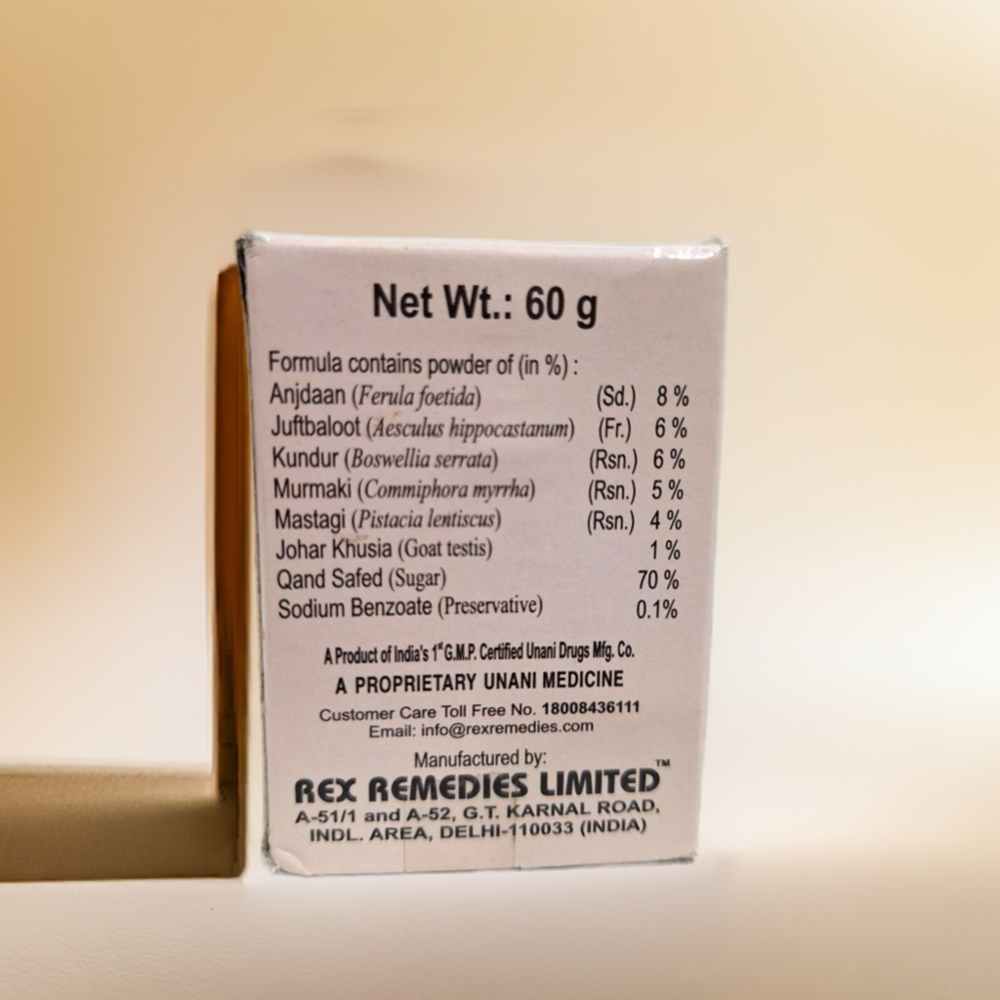 Net Wt.: 60 g
Formula contains powder of (in %) :
Anjdaan (Ferula foetida) (Sd.) 8 %
Juftbaloot (Aesculus hippocastanum) (Fr.) 6 %
Kundur (Boswellia serrata) (Rsn.) 6 %
Murmaki (Commiphora myrrha) (Rsn.) 5 %
Mastagi (Pistacia lentiscus) (Rsn.) 4 %
Johar Khusia (Goat testis) 1 %
Qand Safed (Sugar) 70 %
Sodium Benzoate (Preservative) 0.1%
A Product of India's 1st G.M.P. Certified Unani Drugs Mfg. Co.
A PROPRIETARY UNANI MEDICINE
Customer Care Toll Free No. 18008436111
Email: info@rexremedies.com
Manufactured by:
REX REMEDIES LIMITED™
A-51/1 and A-52, G.T. KARNAL ROAD,
INDL. AREA, DELHI-110033 (INDIA)